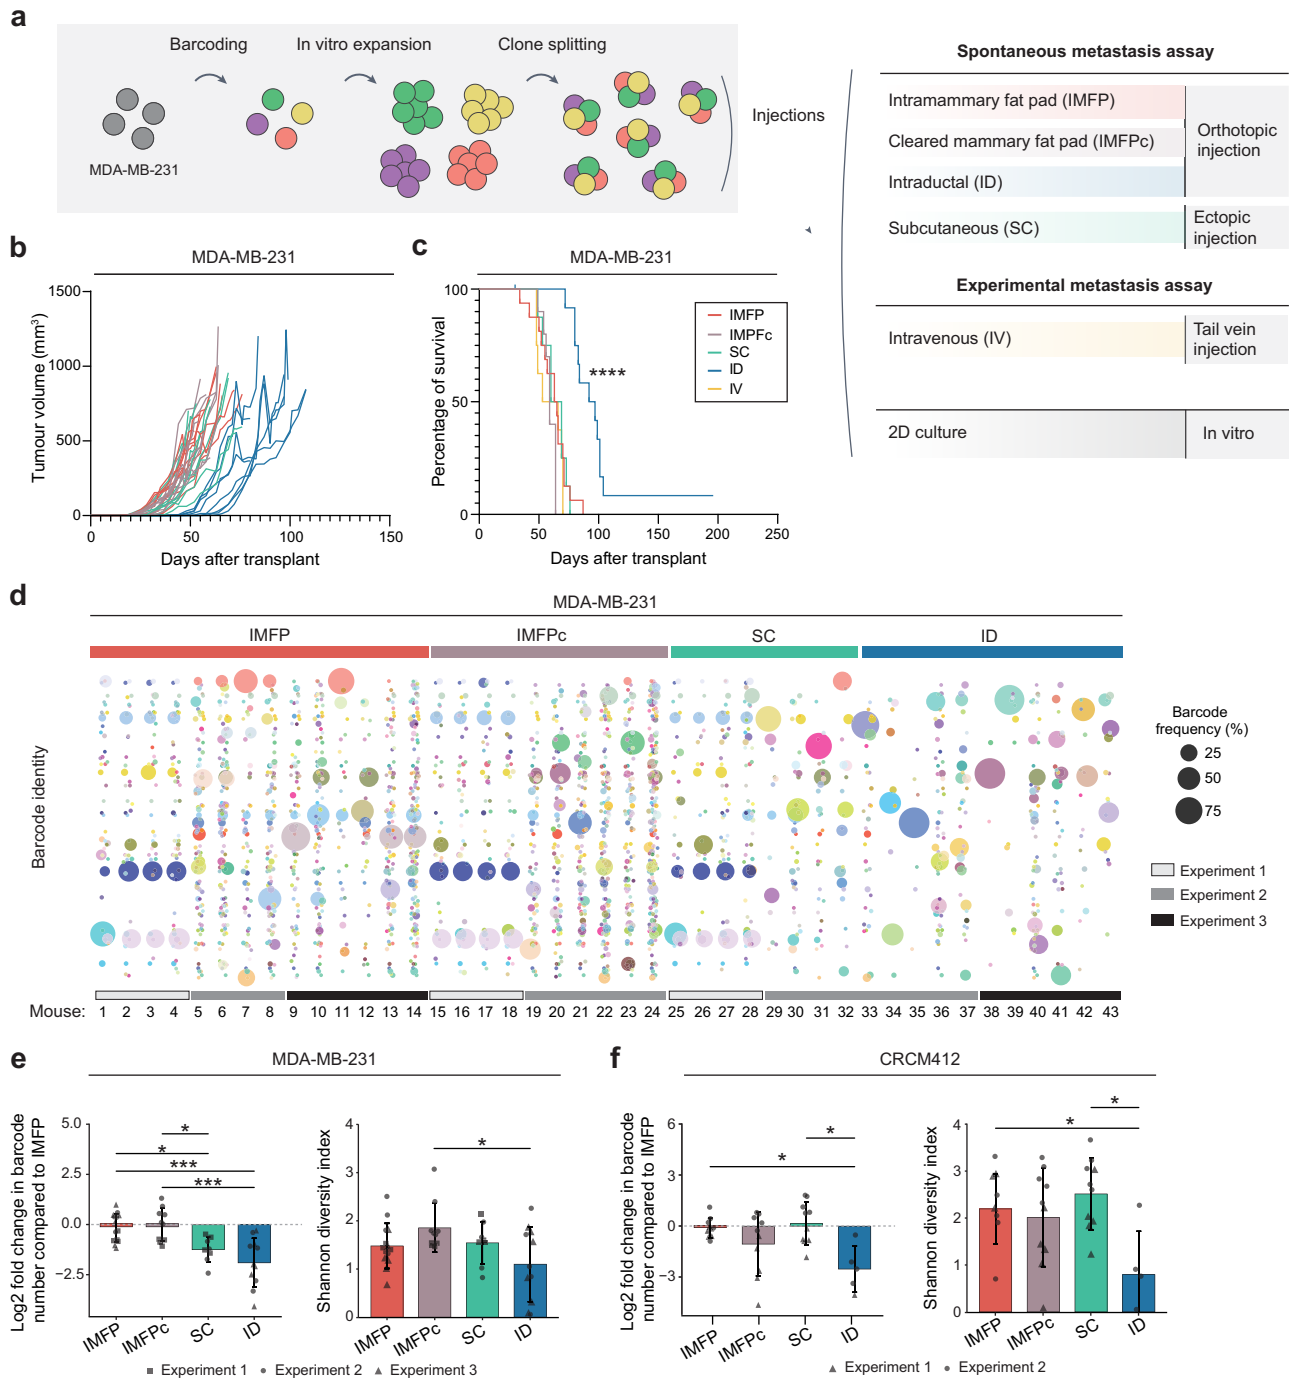 a
Barcoding
In vitro expansion
Clone splitting
MDA-MB-231
Injections
Spontaneous metastasis assay
Intramammary fat pad (IMFP)
Cleared mammary fat pad (IMFPc)
Intraductal (ID)
Orthotopic
injection
Subcutaneous (SC)
Ectopic
injection
Experimental metastasis assay
Intravenous (IV)
Tail vein
injection
2D culture
In vitro
b
MDA-MB-231
Tumour volume (mm³)
1500
1000
500
0
0 50 100 150
Days after transplant
c
MDA-MB-231
Percentage of survival
100
50
0
0 50 100 150 200 250
Days after transplant
IMFP
IMPFc
SC
ID
IV
****
d
MDA-MB-231
IMFP IMFPc SC ID
Barcode identity
Barcode
frequency (%)
25
50
75
Experiment 1
Experiment 2
Experiment 3
Mouse: 1 2 3 4 5 6 7 8 9 10 11 12 13 14 15 16 17 18 19 20 21 22 23 24 25 26 27 28 29 30 31 32 33 34 35 36 37 38 39 40 41 42 43
e
MDA-MB-231
Log2 fold change in barcode
number compared to IMFP
5.0
2.5
0.0
−2.5
*
*
***
***
IMFP IMFPc SC ID
Shannon diversity index
4
3
2
1
0
*
IMFP IMFPc SC ID
Experiment 1 Experiment 2 Experiment 3
f
CRCM412
Log2 fold change in barcode
number compared to IMFP
6
3
0
−3
*
*
IMFP IMFPc SC ID
Shannon diversity index
4
3
2
1
0
*
*
IMFP IMFPc SC ID
Experiment 1 Experiment 2